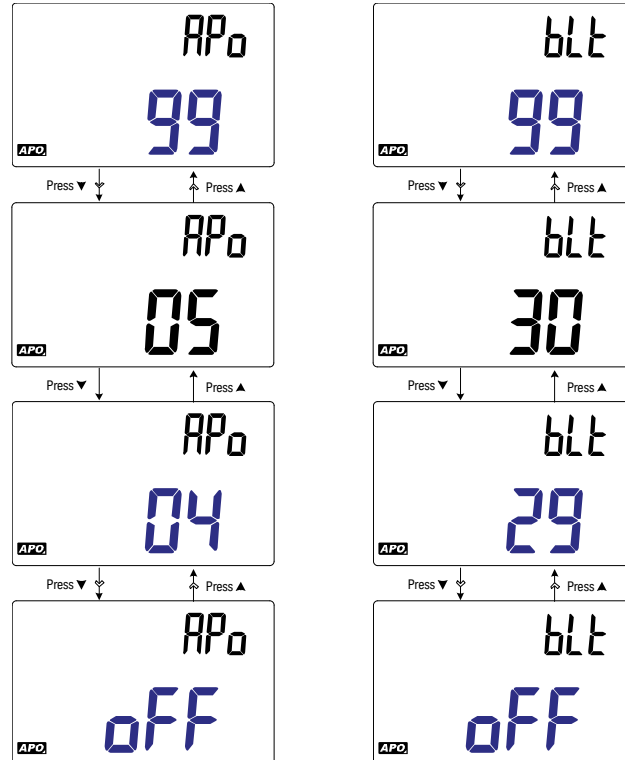 APo
99
APO
Press ▼
Press ▲
APo
05
APO
Press ▼
Press ▲
APo
04
APO
Press ▼
Press ▲
APo
oFF
APO
bLt
99
APO
Press ▼
Press ▲
bLt
30
APO
Press ▼
Press ▲
bLt
29
APO
Press ▼
Press ▲
bLt
oFF
APO